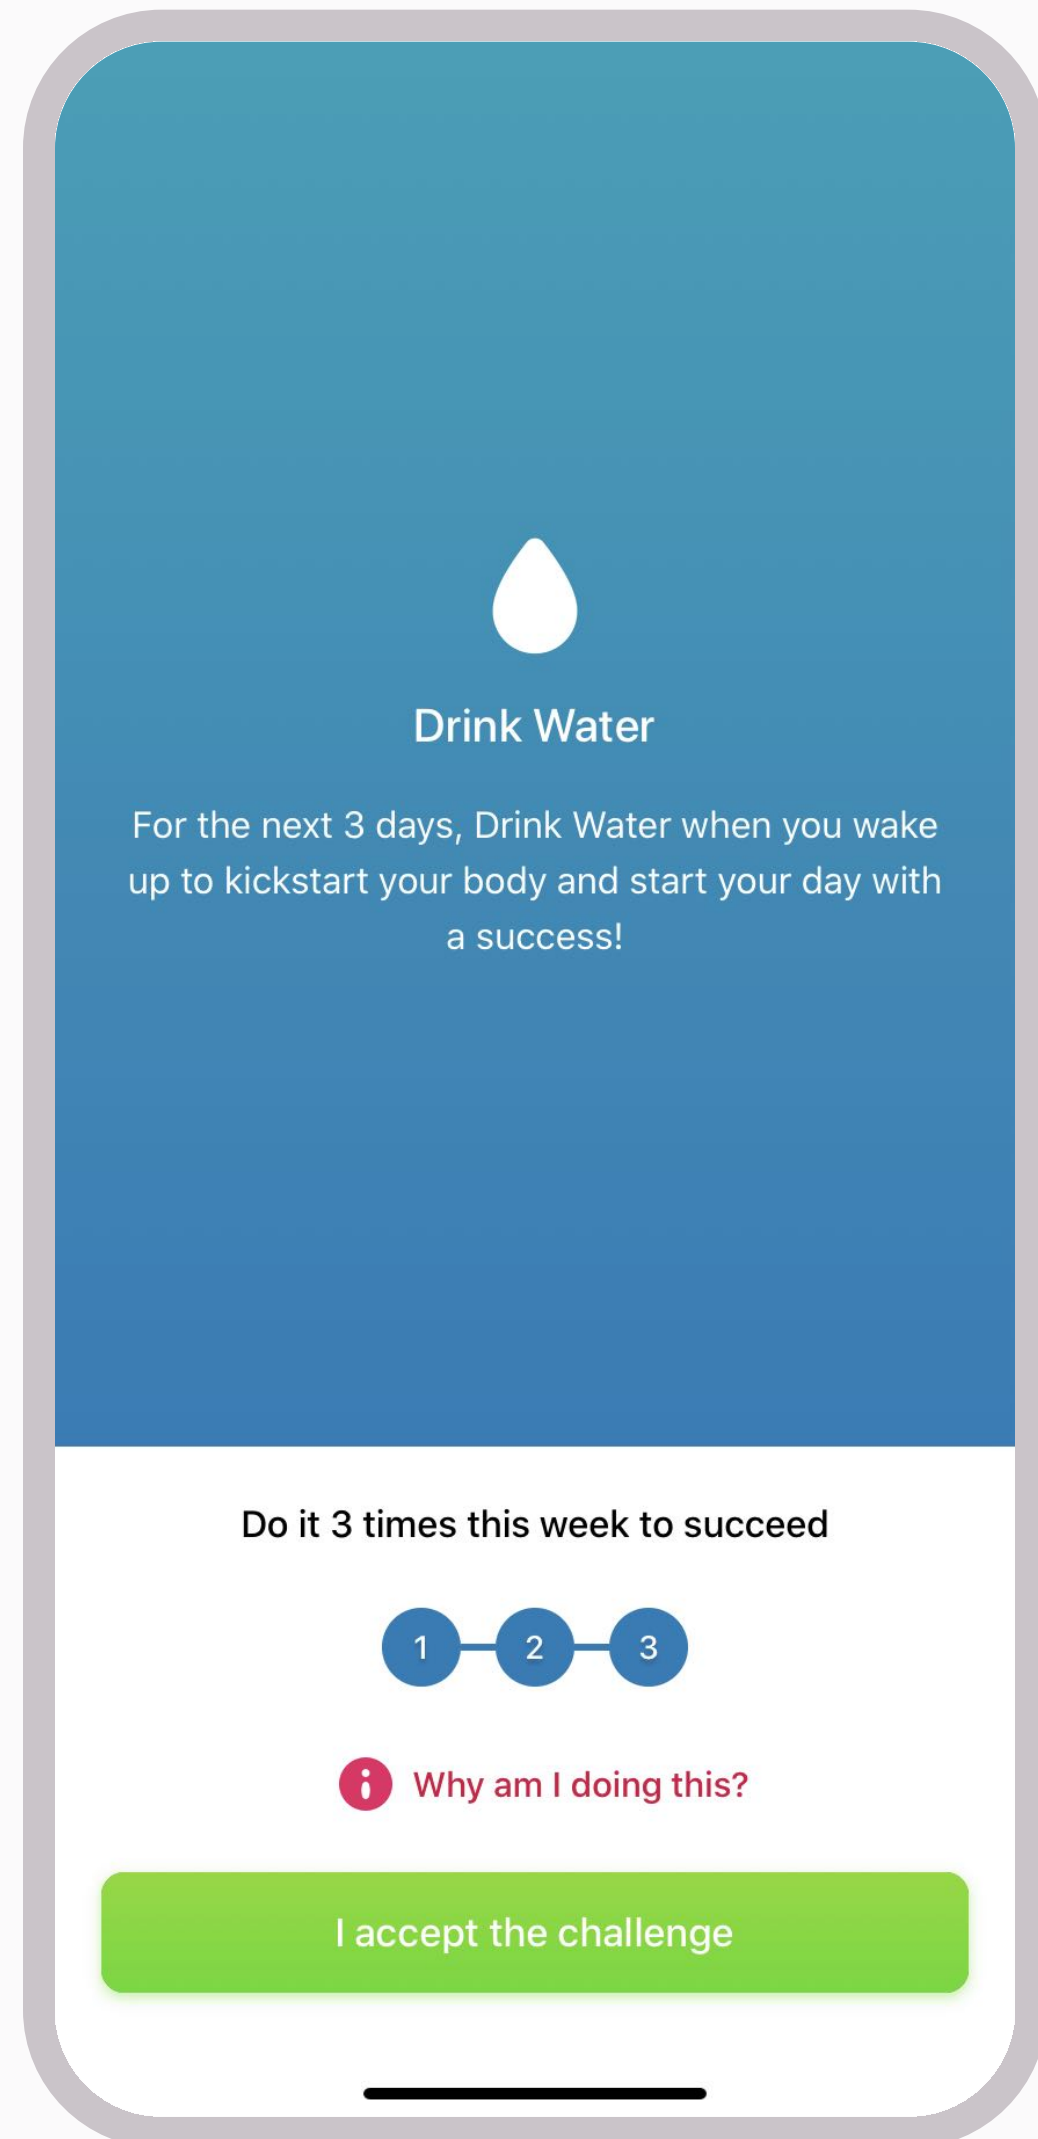 Drink Water
For the next 3 days, Drink Water when you wake
up to kickstart your body and start your day with
a success!
Do it 3 times this week to succeed
1 2 3
Why am I doing this?
I accept the challenge